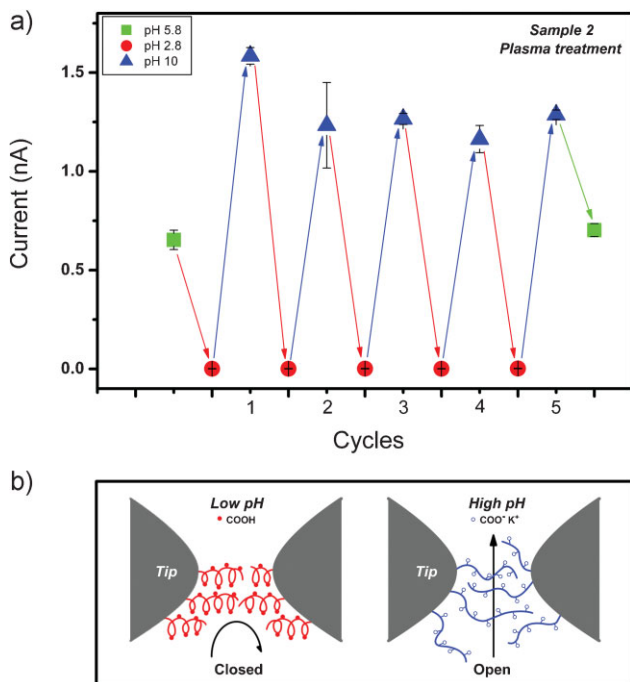 a)
pH 5.8
pH 2.8
pH 10
Sample 2
Plasma treatment
1.5
1.0
0.5
0.0
Current (nA)
1 2 3 4 5
Cycles
b)
Low pH
COOH
High pH
COO⁻ K⁺
Tip
Tip
Closed
Open